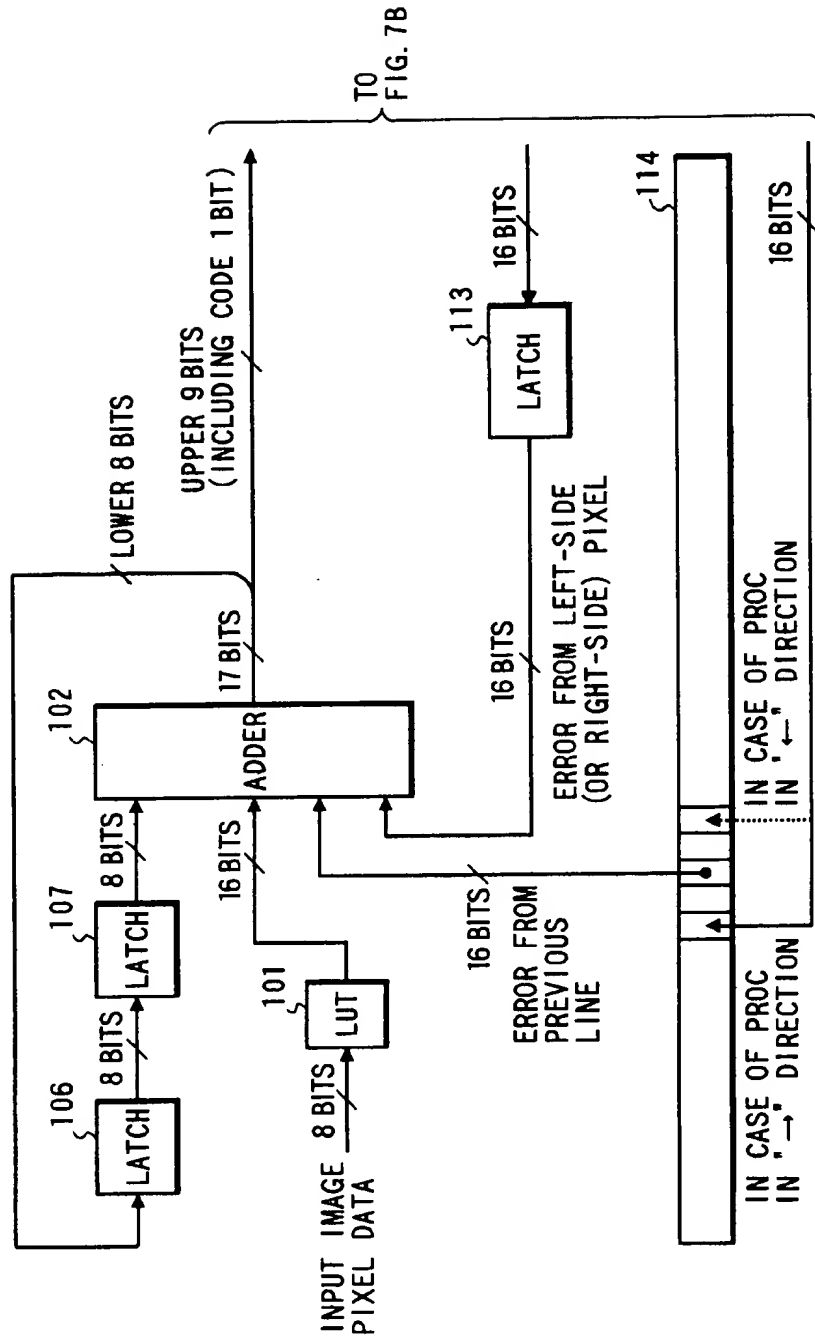 106
LATCH
8 BITS
107
LATCH
8 BITS
LOWER 8 BITS
INPUT IMAGE
PIXEL DATA
8 BITS
101
LUT
16 BITS
102
ADDER
17 BITS
UPPER 9 BITS
(INCLUDING CODE 1 BIT)
TO
FIG. 7B
16 BITS
ERROR FROM
PREVIOUS
LINE
16 BITS
ERROR FROM LEFT-SIDE
(OR RIGHT-SIDE) PIXEL
113
LATCH
16 BITS
114
IN CASE OF PROC
IN "→" DIRECTION
IN CASE OF PROC
IN "←" DIRECTION
16 BITS